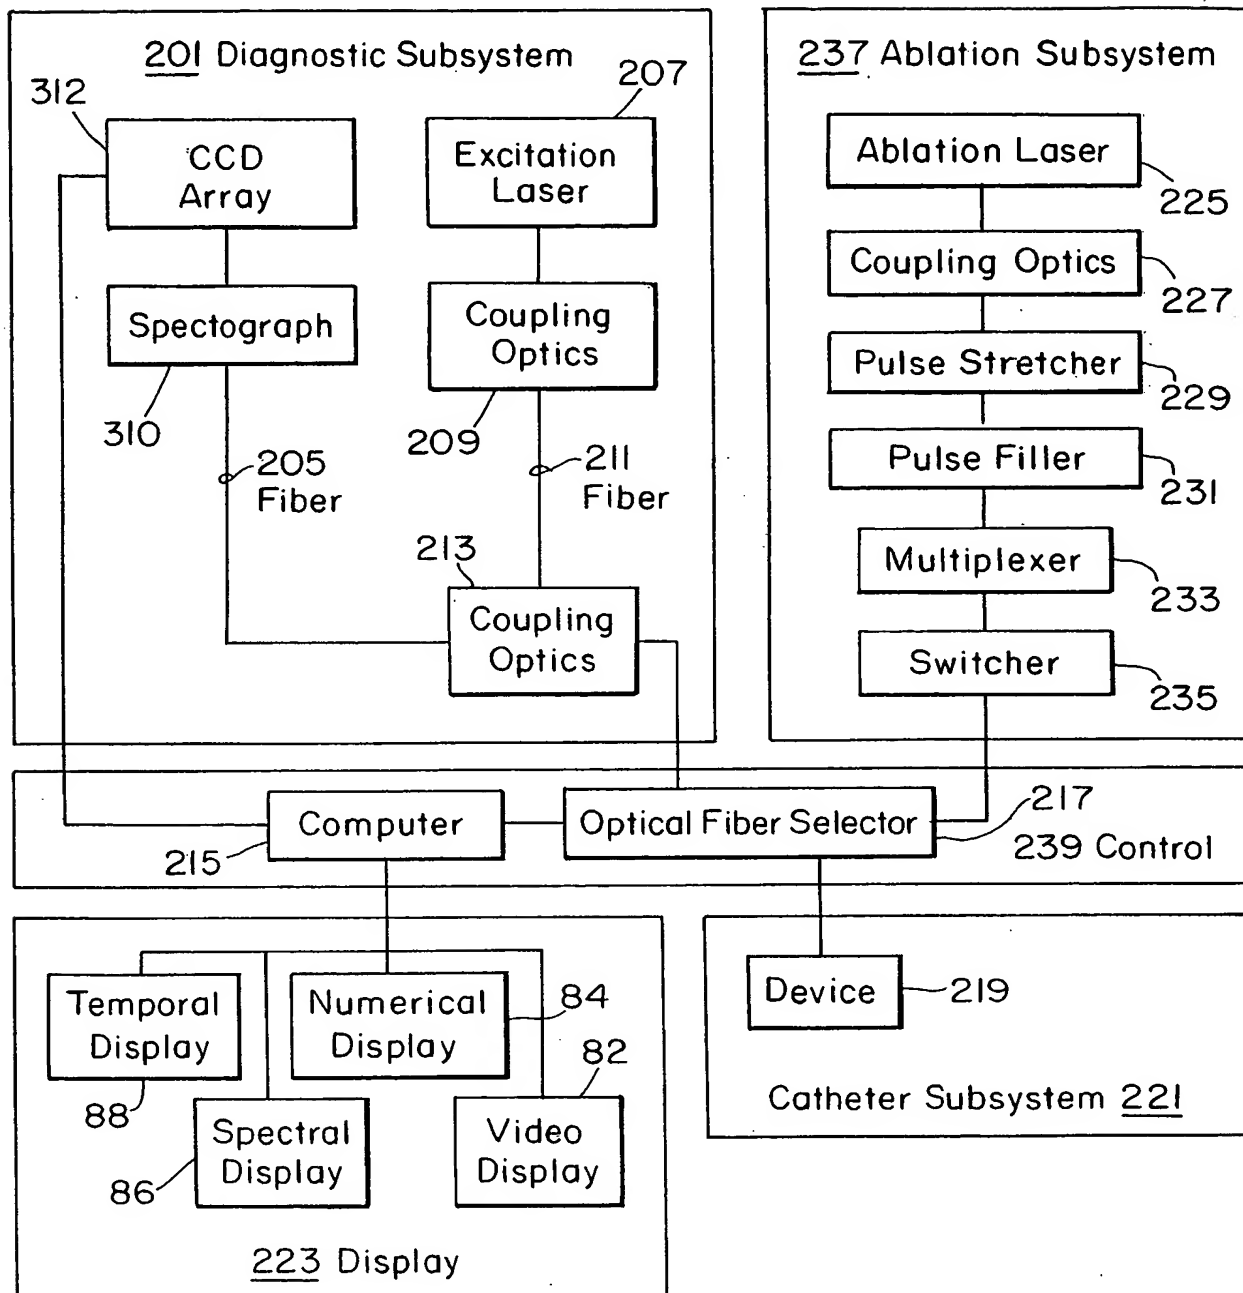 201 Diagnostic Subsystem
312
207
CCD
Array
Excitation
Laser
Spectograph
310
Coupling
Optics
209
205
Fiber
211
Fiber
213
Coupling
Optics
237 Ablation Subsystem
Ablation Laser
225
Coupling Optics
227
Pulse Stretcher
229
Pulse Filler
231
Multiplexer
233
Switcher
235
Computer
215
Optical Fiber Selector
217
239 Control
Temporal
Display
88
Numerical
Display
84
Spectral
Display
86
82
Video
Display
223 Display
Device
219
Catheter Subsystem 221